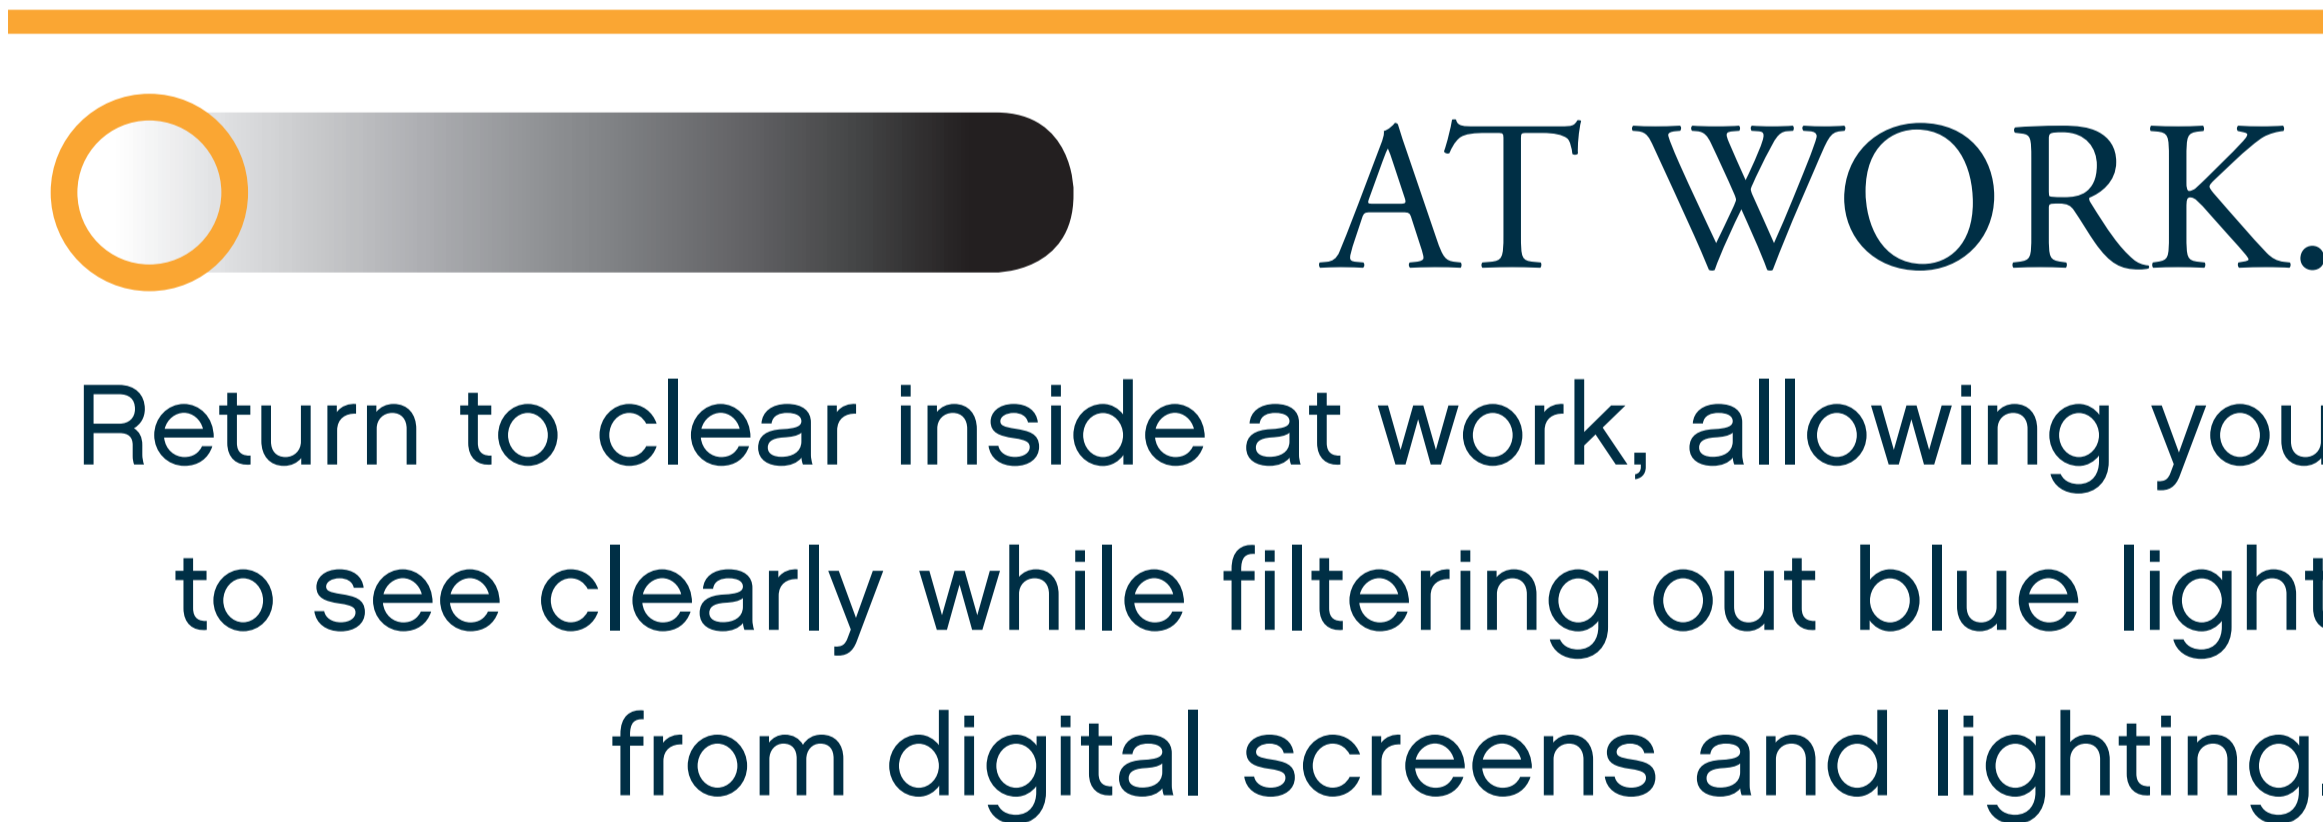 AT WORK.
Return to clear inside at work, allowing you
to see clearly while filtering out blue light
from digital screens and lighting.